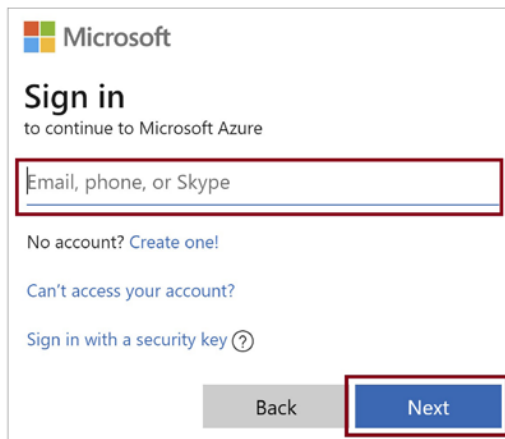 Microsoft
Sign in
to continue to Microsoft Azure
Email, phone, or Skype
No account? Create one!
Can't access your account?
Sign in with a security key ?
Back
Next